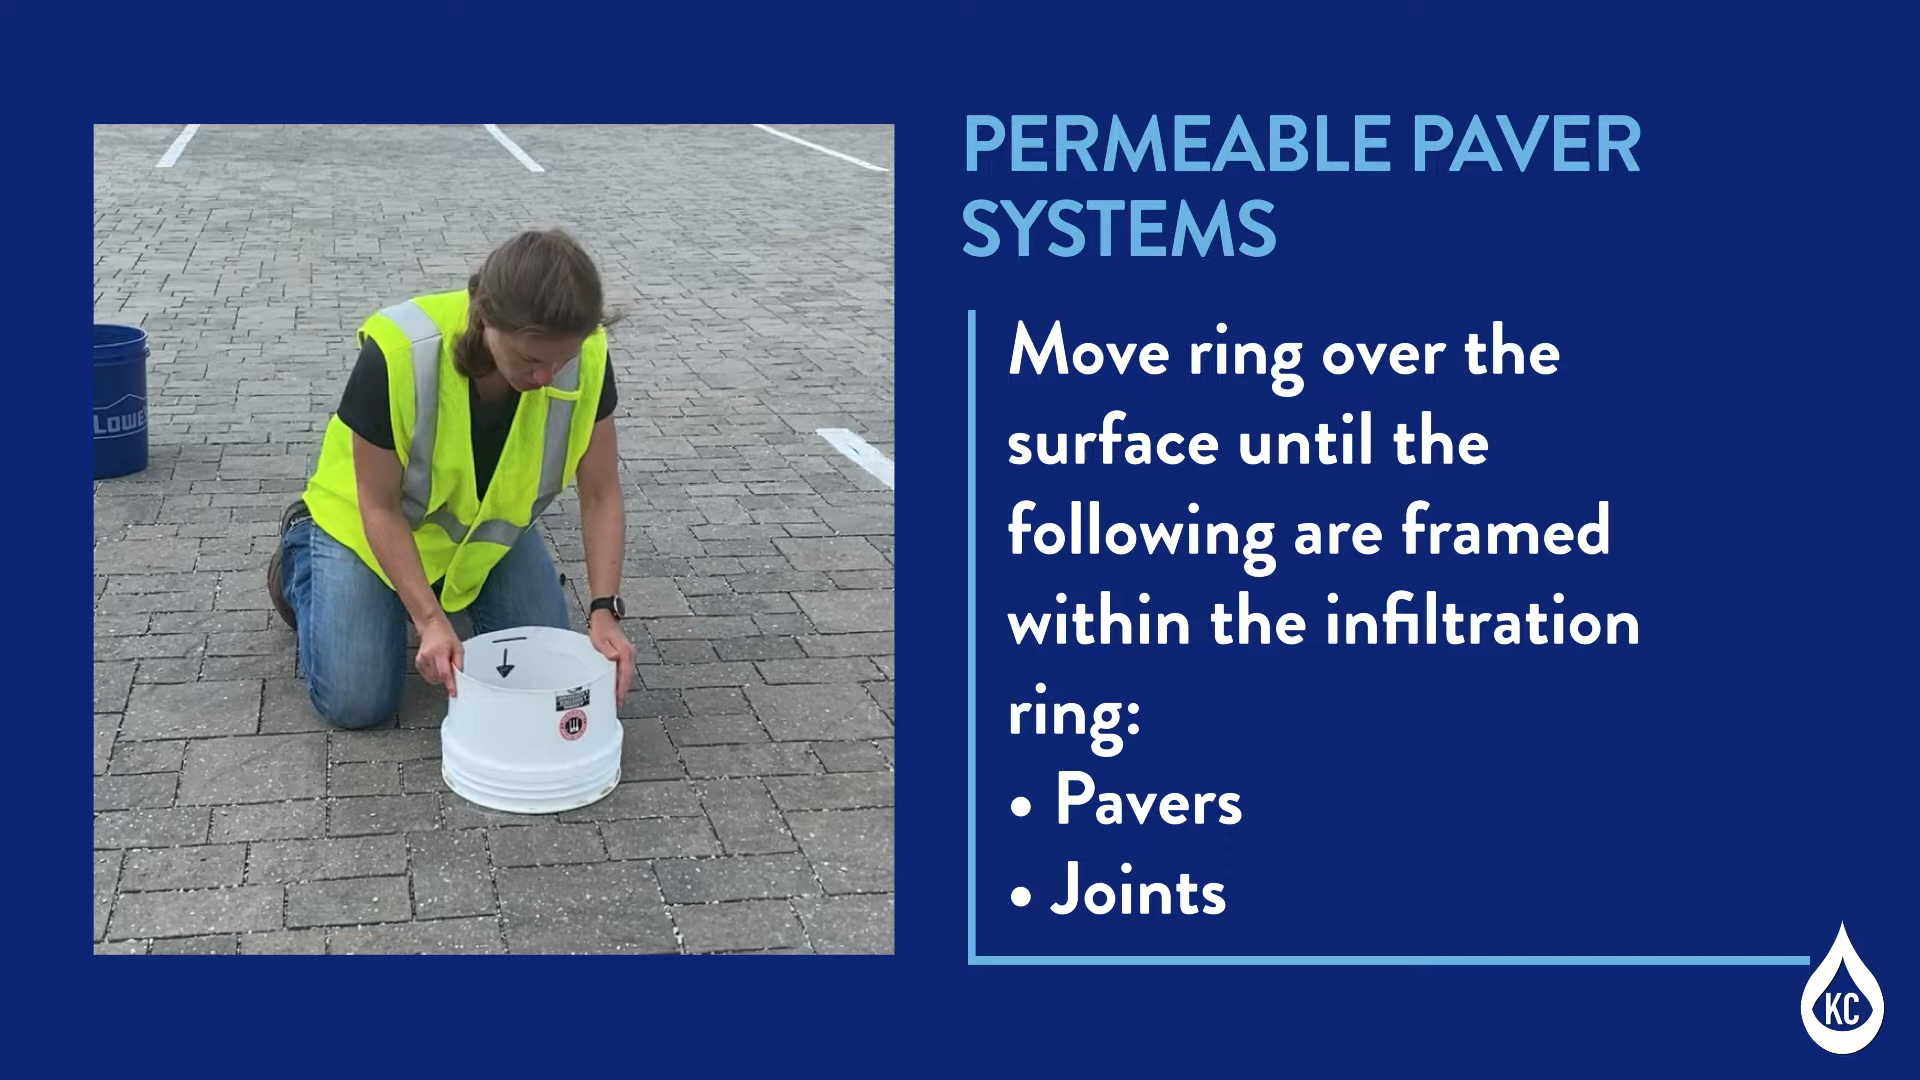 PERMEABLE PAVER
SYSTEMS
Move ring over the
surface until the
following are framed
within the infiltration
ring:
• Pavers
• Joints
LOWE
KC